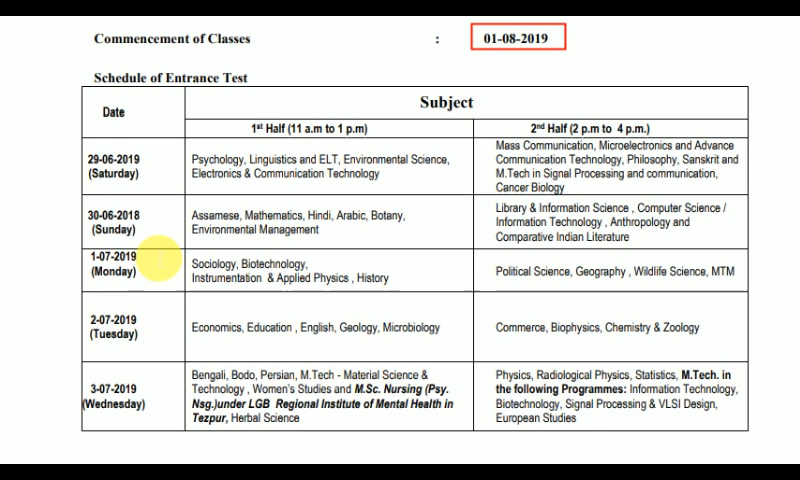 Commencement of Classes : 01-08-2019
Schedule of Entrance Test
Date
Subject
1st Half (11 a.m to 1 p.m)
2nd Half (2 p.m to 4 p.m.)
29-06-2019
(Saturday)
Psychology, Linguistics and ELT, Environmental Science,
Electronics & Communication Technology
Mass Communication, Microelectronics and Advance
Communication Technology, Philosophy, Sanskrit and
M.Tech in Signal Processing and communication,
Cancer Biology
30-06-2018
(Sunday)
Assamese, Mathematics, Hindi, Arabic, Botany,
Environmental Management
Library & Information Science , Computer Science /
Information Technology , Anthropology and
Comparative Indian Literature
1-07-2019
(Monday)
Sociology, Biotechnology,
Instrumentation & Applied Physics , History
Political Science, Geography , Wildlife Science, MTM
2-07-2019
(Tuesday)
Economics, Education , English, Geology, Microbiology
Commerce, Biophysics, Chemistry & Zoology
3-07-2019
(Wednesday)
Bengali, Bodo, Persian, M.Tech - Material Science &
Technology , Women's Studies and M.Sc. Nursing (Psy.
Nsg.)under LGB Regional Institute of Mental Health in
Tezpur, Herbal Science
Physics, Radiological Physics, Statistics, M.Tech. in
the following Programmes: Information Technology,
Biotechnology, Signal Processing & VLSI Design,
European Studies